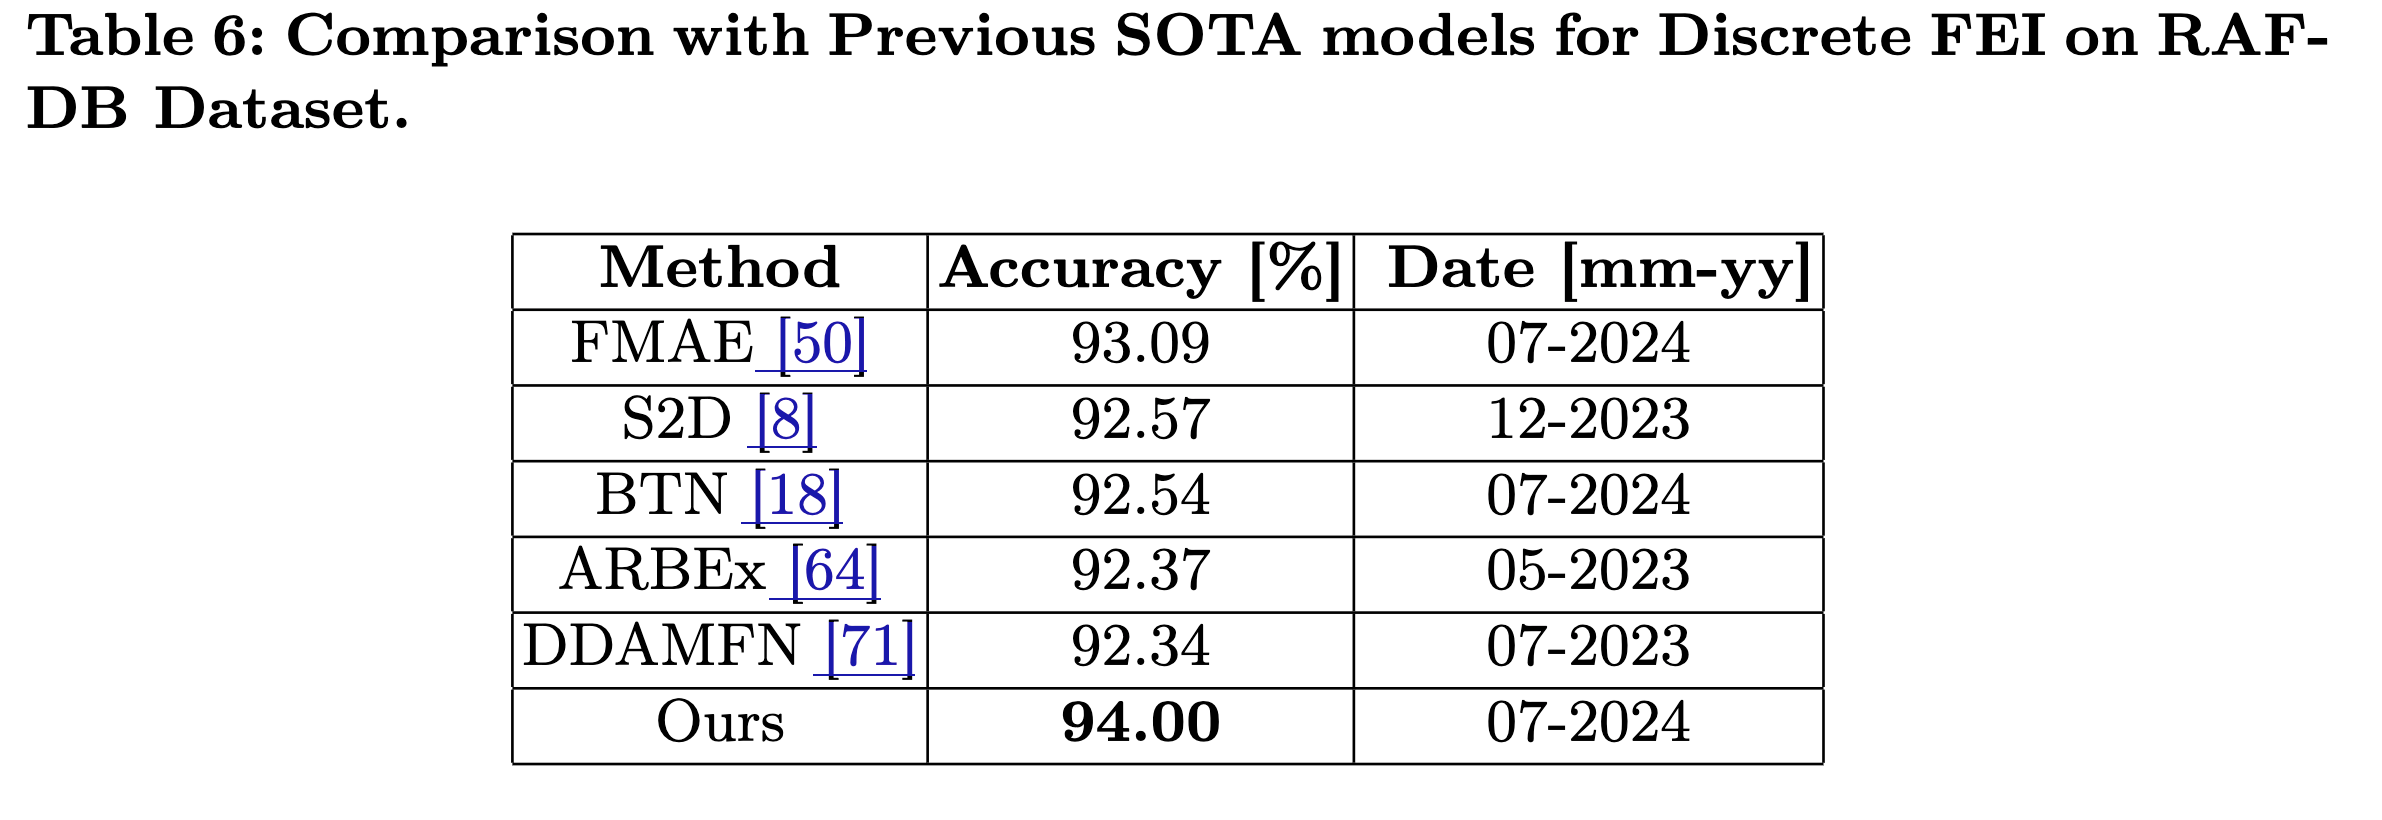 Table 6: Comparison with Previous SOTA models for Discrete FEI on RAF-
DB Dataset.
Method Accuracy [%] Date [mm-yy]
FMAE [50] 93.09 07-2024
S2D [8] 92.57 12-2023
BTN [18] 92.54 07-2024
ARBEx [64] 92.37 05-2023
DDAMFN [71] 92.34 07-2023
Ours 94.00 07-2024